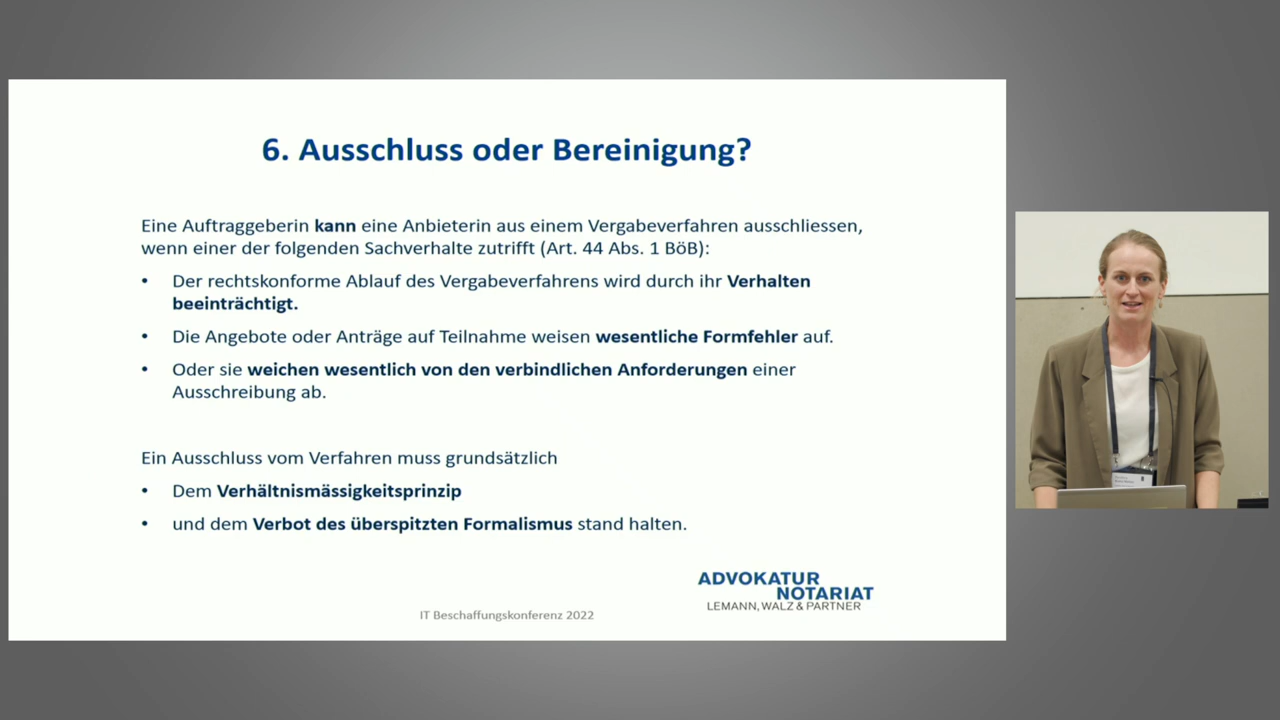 6. Ausschluss oder Bereinigung?
Eine Auftraggeberin kann eine Anbieterin aus einem Vergabeverfahren ausschliessen,
wenn einer der folgenden Sachverhalte zutrifft (Art. 44 Abs. 1 BöB):
• Der rechtskonforme Ablauf des Vergabeverfahrens wird durch ihr Verhalten
beeinträchtigt.
• Die Angebote oder Anträge auf Teilnahme weisen wesentliche Formfehler auf.
• Oder sie weichen wesentlich von den verbindlichen Anforderungen einer
Ausschreibung ab.
Ein Ausschluss vom Verfahren muss grundsätzlich
• Dem Verhältnismässigkeitsprinzip
• und dem Verbot des überspitzten Formalismus stand halten.
ADVOKATUR
NOTARIAT
LEMANN, WALZ & PARTNER
IT Beschaffungskonferenz 2022